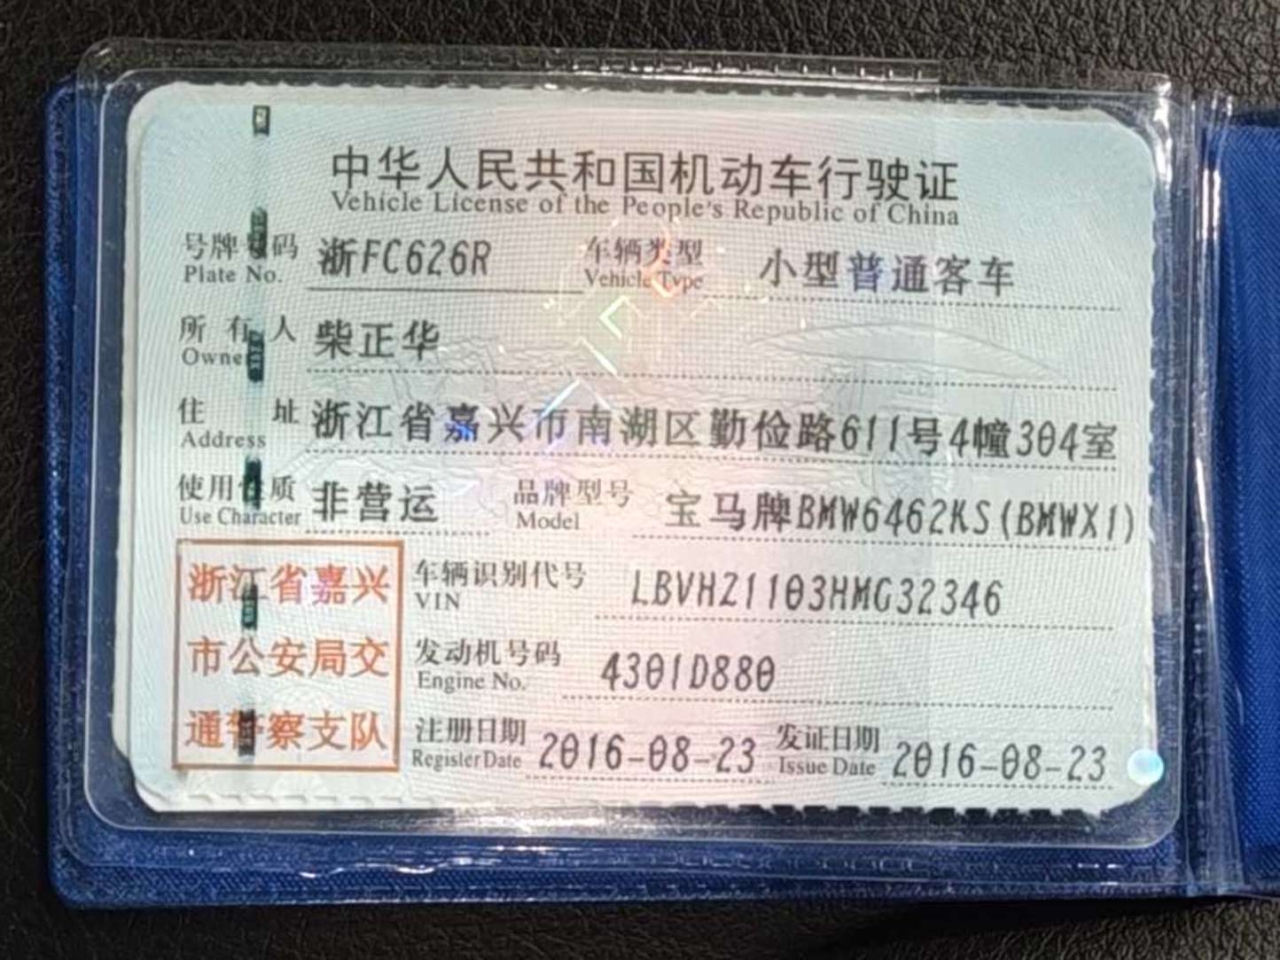 中华人民共和国机动车行驶证
Vehicle License of the People's Republic of China
号牌号码 浙FC626R 车辆类型 小型普通客车
Plate No. Vehicle Type
所有人 柴正华
Owner
住址 浙江省嘉兴市南湖区勤俭路611号4幢304室
Address
使用性质 非营运 品牌型号 宝马牌BMW6462KS(BMWX1)
Use Character Model
浙江省嘉兴
市公安局交
通警察支队
车辆识别代号 LBVHZ1103HMG32346
VIN
发动机号码 4301D880
Engine No.
注册日期 2016-08-23 发证日期 2016-08-23
Register Date Issue Date